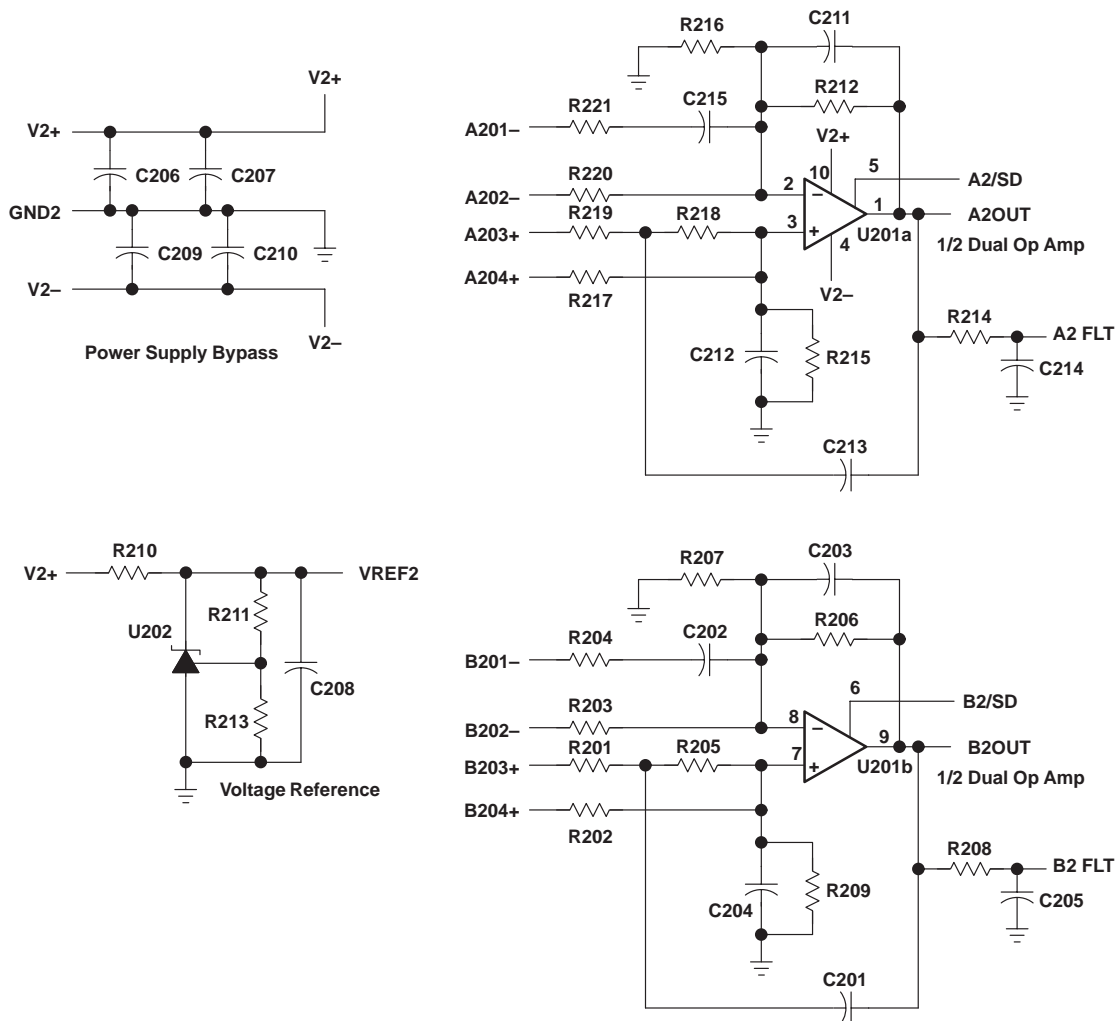 V2+
V2+
C206
C207
GND2
C209
C210
V2–
V2–
Power Supply Bypass
R216
C211
R212
R221
C215
A201–
V2+
R220
10
5
A202–
2
–
A2/SD
R219
R218
3
+
1
A203+
4
U201a
A2OUT
1/2 Dual Op Amp
A204+
R217
V2–
R214
A2 FLT
C212
R215
C214
C213
R210
V2+
VREF2
R211
U202
C208
R213
Voltage Reference
R207
C203
R206
R204
C202
B201–
R203
6
B202–
8
–
B2/SD
R201
R205
7
+
9
B203+
U201b
B2OUT
1/2 Dual Op Amp
B204+
R202
R208
B2 FLT
C204
R209
C205
C201